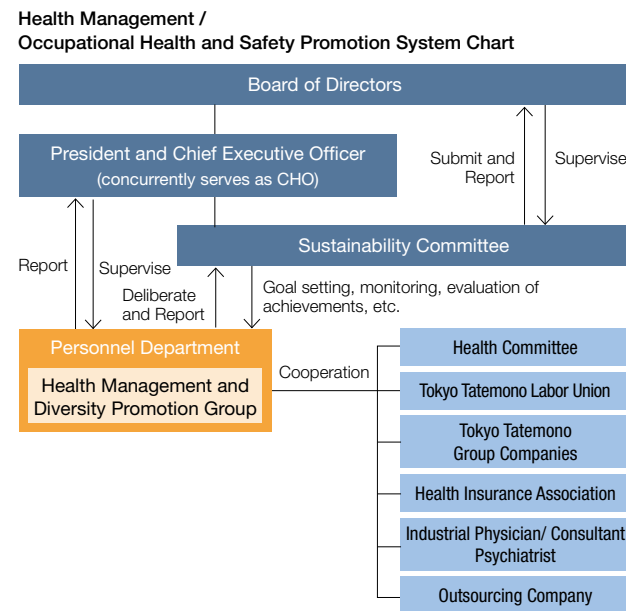 Health Management /
Occupational Health and Safety Promotion System Chart
Board of Directors
President and Chief Executive Officer
(concurrently serves as CHO)
Submit and
Report
Supervise
Sustainability Committee
Report
Supervise
Deliberate
and Report
Goal setting, monitoring, evaluation of
achievements, etc.
Personnel Department
Health Management and
Diversity Promotion Group
Cooperation
Health Committee
Tokyo Tatemono Labor Union
Tokyo Tatemono
Group Companies
Health Insurance Association
Industrial Physician/ Consultant
Psychiatrist
Outsourcing Company